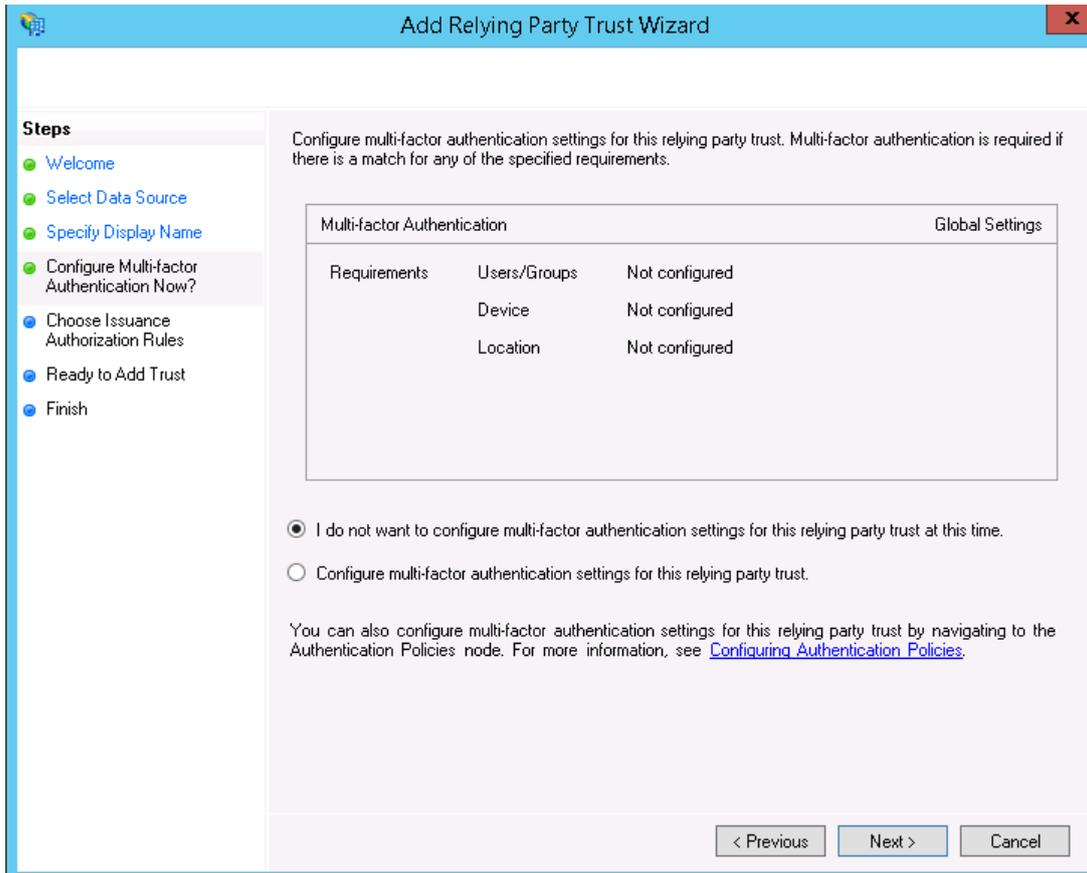 Add Relying Party Trust Wizard
x
Steps
Welcome
Select Data Source
Specify Display Name
Configure Multi-factor
Authentication Now?
Choose Issuance
Authorization Rules
Ready to Add Trust
Finish
Configure multi-factor authentication settings for this relying party trust. Multi-factor authentication is required if
there is a match for any of the specified requirements.
Multi-factor Authentication Global Settings
Requirements Users/Groups Not configured
Device Not configured
Location Not configured
I do not want to configure multi-factor authentication settings for this relying party trust at this time.
Configure multi-factor authentication settings for this relying party trust.
You can also configure multi-factor authentication settings for this relying party trust by navigating to the
Authentication Policies node. For more information, see Configuring Authentication Policies.
< Previous Next > Cancel